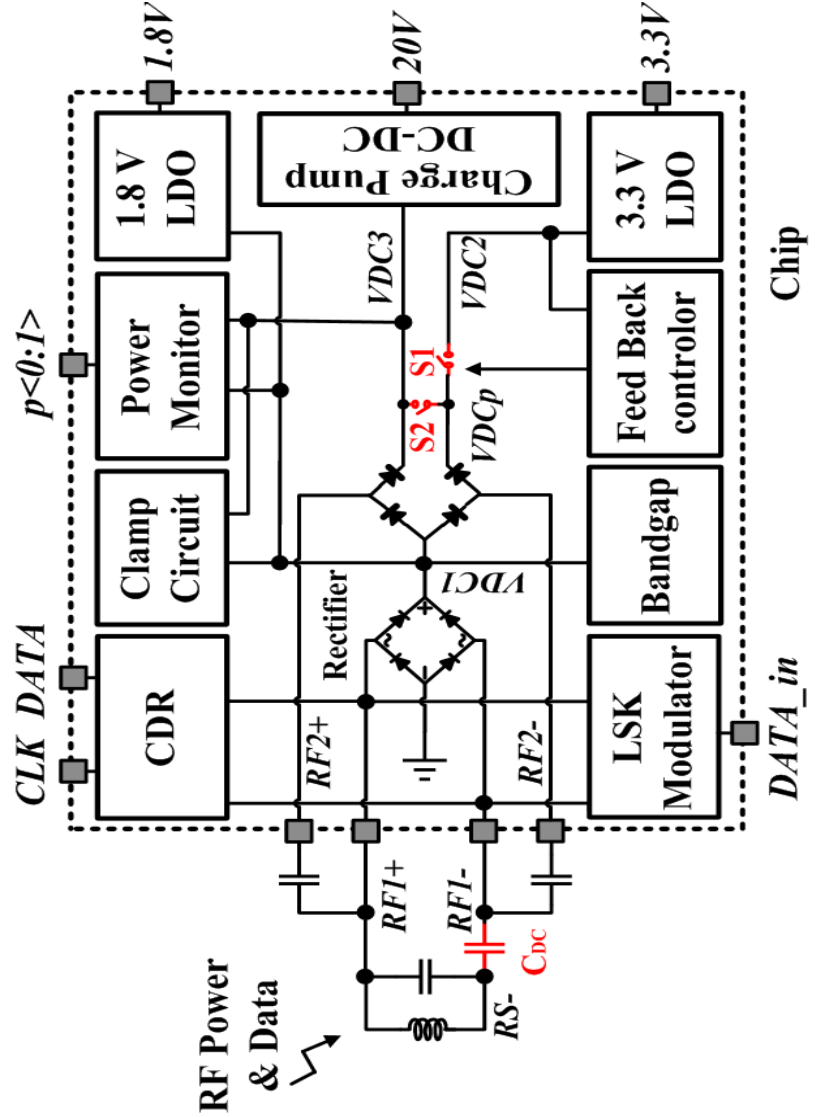 CLK DATA
p<0:1>
CDR
Clamp
Circuit
Power
Monitor
1.8 V
LDO
1.8V
RF Power
& Data
RF2+
Rectifier
VDC3
Charge Pump
DC-DC
20V
RF1+
S2
S1
VDC1
VDCp
VDC2
RS-
CDC
RF1-
RF2-
LSK
Modulator
Bandgap
Feed Back
controlor
3.3 V
LDO
3.3V
DATA_in
Chip